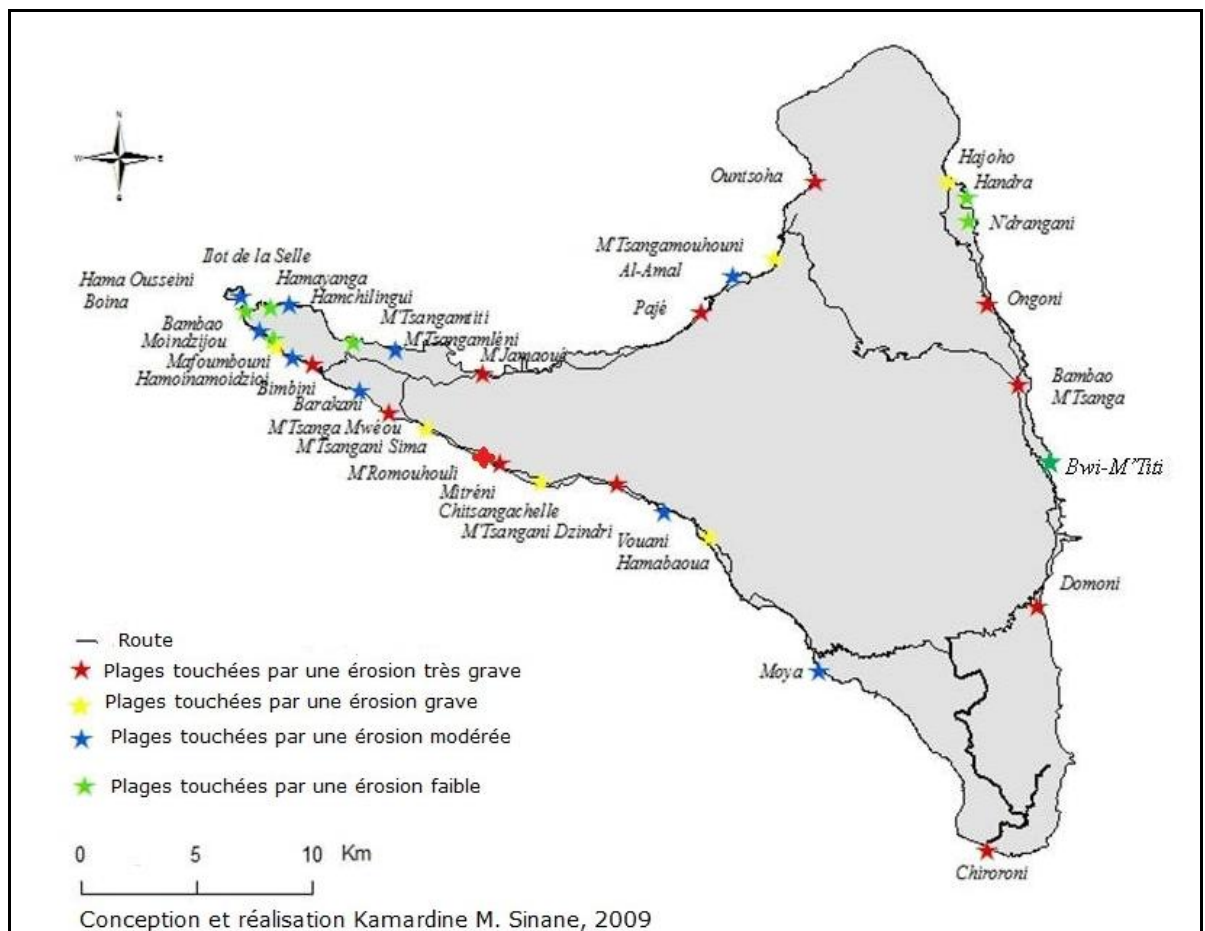 N
W
E
S
Hajoho
Ountsoha
Handra
N'drangani
M'Tsangamouhouni
Ilot de la Selle
Al-Amal
Hama Ousseini
Hamayanga
Boina
Hamchilingui
Ongoni
Pajé
M'Tsangamtiti
Bambao
M'Tsangamléni
Moindzijou
M'Jamaoué
Mafoumbouni
Hamoinamoidzioi
Bambao
M'Tsanga
Bimbini
Barakani
M'Tsanga Mwéou
M'Tsangani Sima
Bwi-M'Titi
M'Romouhouli
Mitréni
Chitsangachelle
M'Tsangani Dzindri
Vouani
Hamabaoua
Domoni
Moya
Chiroroni
Route
Plages touchées par une érosion très grave
Plages touchées par une érosion grave
Plages touchées par une érosion modérée
Plages touchées par une érosion faible
0 5 10 Km
Conception et réalisation Kamardine M. Sinane, 2009